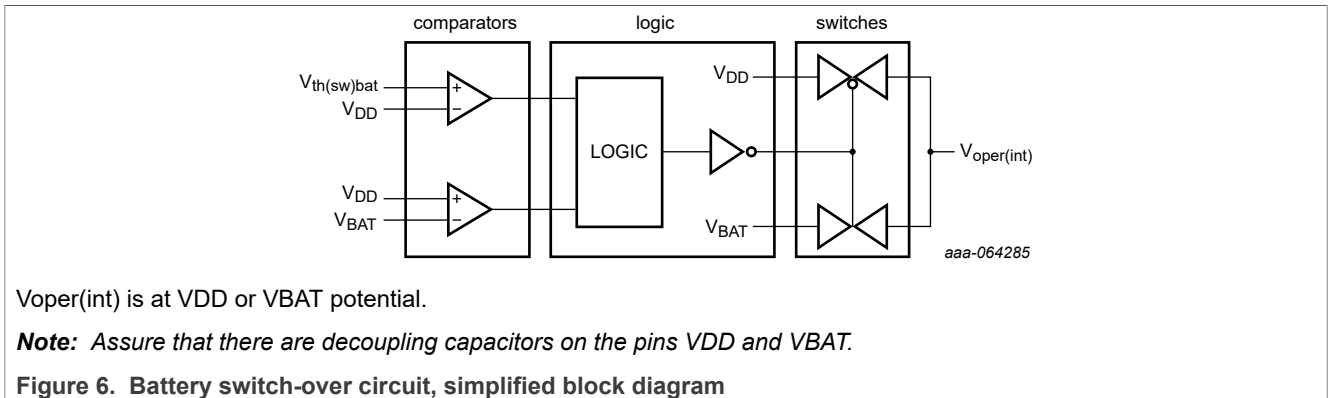 comparators logic switches
Vth(sw)bat
VDD
+
−
VDD
VBAT
+
−
LOGIC
VDD
VBAT
Voper(int)
aaa-064285
Voper(int) is at VDD or VBAT potential.
Note: Assure that there are decoupling capacitors on the pins VDD and VBAT.
Figure 6. Battery switch-over circuit, simplified block diagram